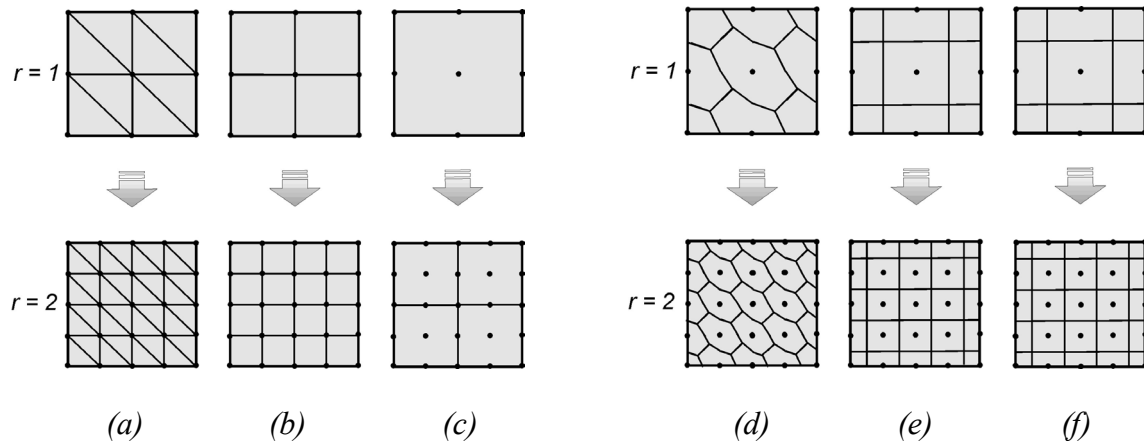 r = 1
r = 1
r = 2
r = 2
(a) (b) (c) (d) (e) (f)